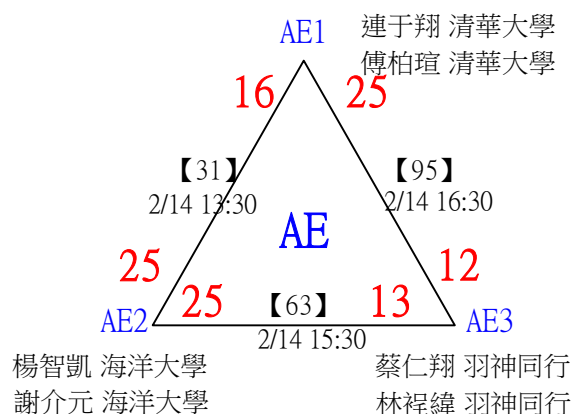 AE1
連于翔 清華大學
傅柏瑄 清華大學
16
25
【31】
2/14 13:30
【95】
2/14 16:30
AE
25
12
25
【63】
13
AE2
2/14 15:30
AE3
楊智凱 海洋大學
謝介元 海洋大學
蔡仁翔 羽神同行
林裎緯 羽神同行